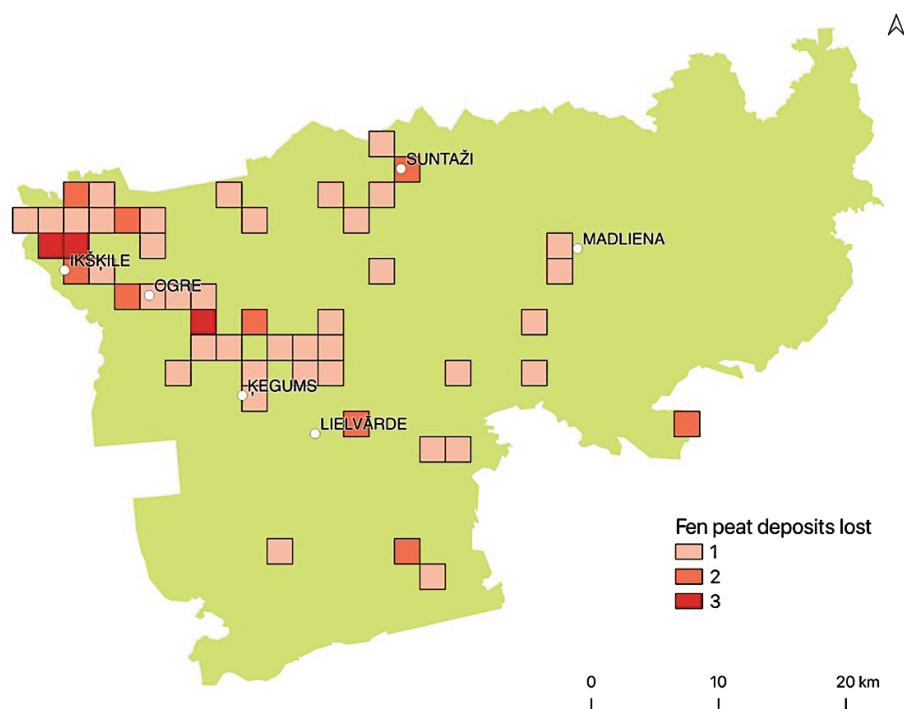 SUNTAŽI
MADLIENA
IKŠĶILE
OGRE
ĶEGUMS
LIELVĀRDE
Fen peat deposits lost
1
2
3
0 10 20 km